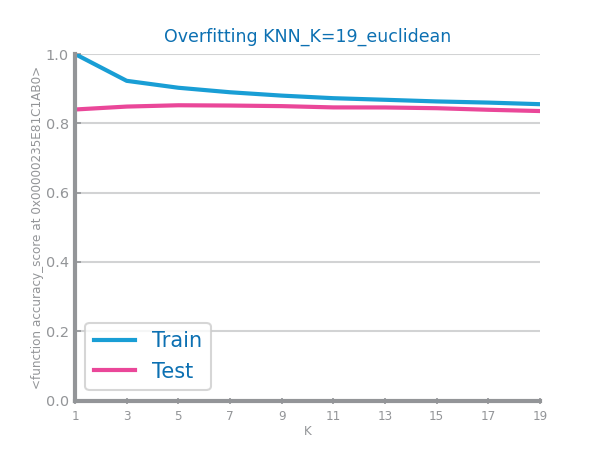 Overfitting KNN_K=19_euclidean
<function accuracy_score at 0x00000235E81C1AB0>
1.0
0.8
0.6
0.4
0.2
0.0
Train
Test
1 3 5 7 9 11 13 15 17 19
K